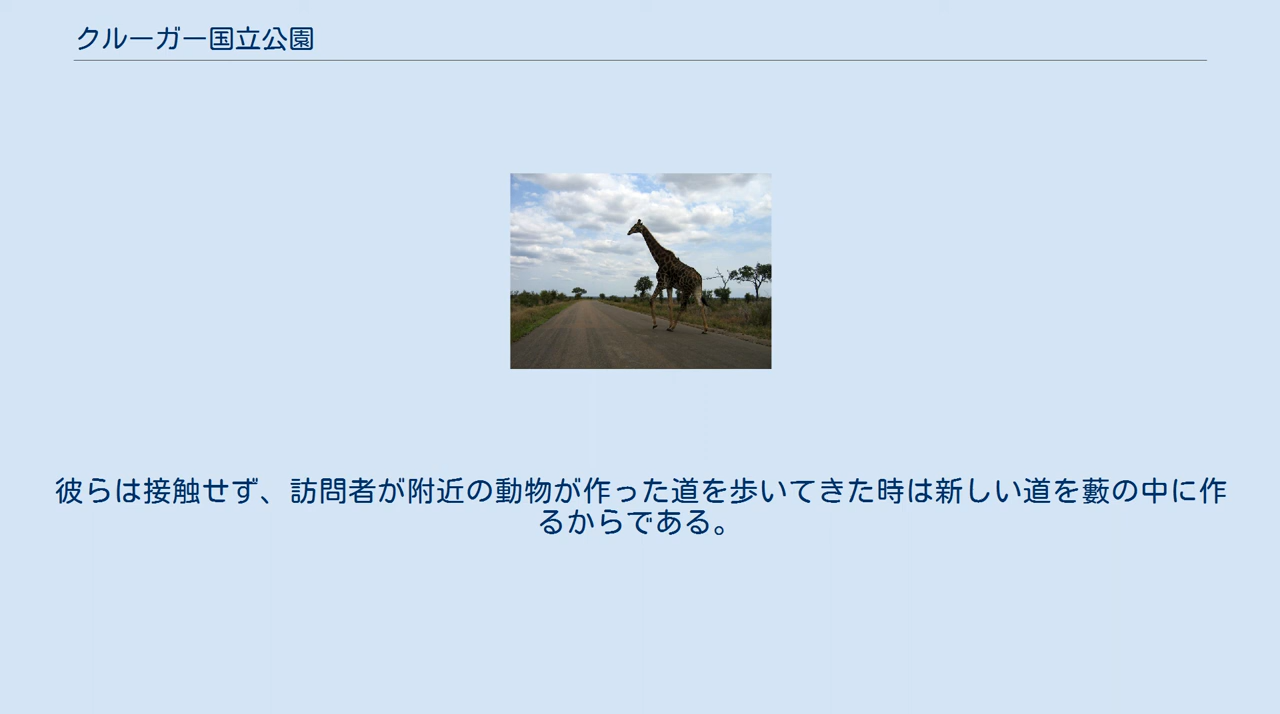 クルーガー国立公園
彼らは接触せず、訪問者が附近の動物が作った道を歩いてきた時は新しい道を藪の中に作
るからである。